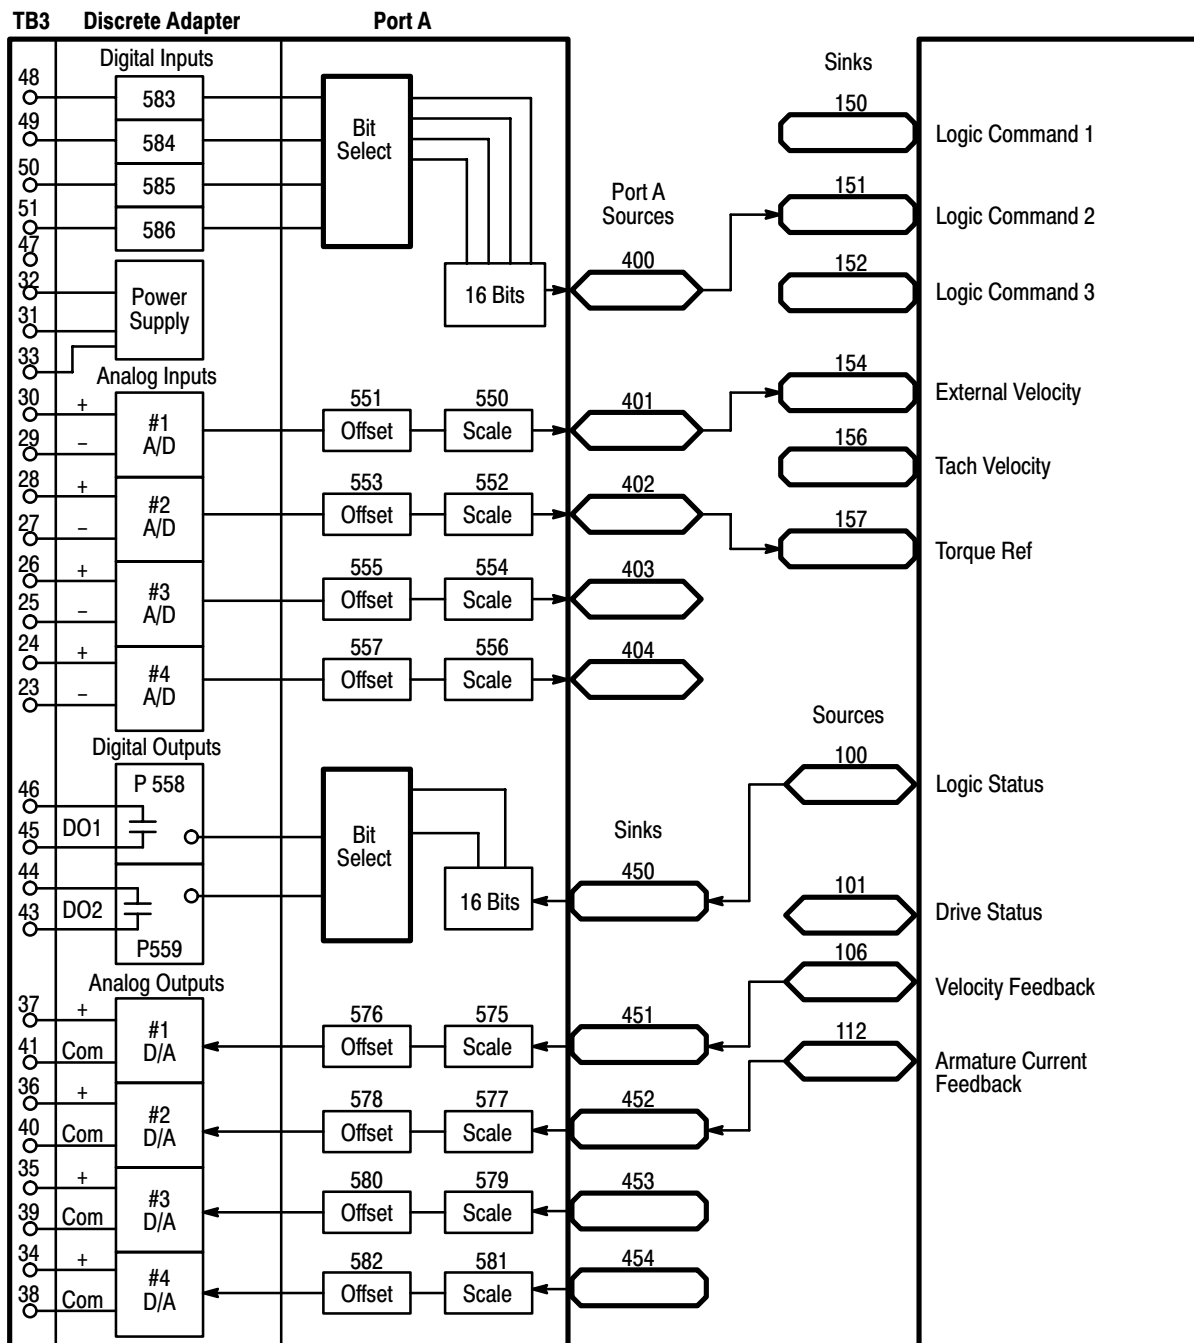 TB3 Discrete Adapter Port A
Digital Inputs
48
49
50
51
47
32
31
33
583
584
585
586
Bit
Select
16 Bits
Power
Supply
Port A
Sources
400
Sinks
150
Logic Command 1
151
Logic Command 2
152
Logic Command 3
154
External Velocity
156
Tach Velocity
157
Torque Ref
Analog Inputs
30 +
29 –
#1
A/D
551
Offset
550
Scale
401
28 +
27 –
#2
A/D
553
Offset
552
Scale
402
26 +
25 –
#3
A/D
555
Offset
554
Scale
403
24 +
23 –
#4
A/D
557
Offset
556
Scale
404
Digital Outputs
46
45
DO1
P 558
44
43
DO2
P559
Bit
Select
16 Bits
Sinks
450
Sources
100
Logic Status
101
Drive Status
106
Velocity Feedback
112
Armature Current
Feedback
Analog Outputs
37 +
41 Com
#1
D/A
576
Offset
575
Scale
451
36 +
40 Com
#2
D/A
578
Offset
577
Scale
452
35 +
39 Com
#3
D/A
580
Offset
579
Scale
453
34 +
38 Com
#4
D/A
582
Offset
581
Scale
454